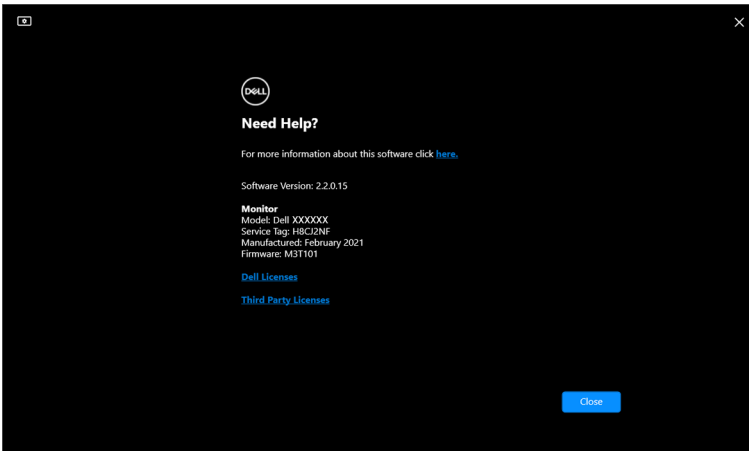 DELL
Need Help?
For more information about this software click here.
Software Version: 2.2.0.15
Monitor
Model: Dell XXXXXX
Service Tag: H8CJ2NF
Manufactured: February 2021
Firmware: M3T101
Dell Licenses
Third Party Licenses
Close